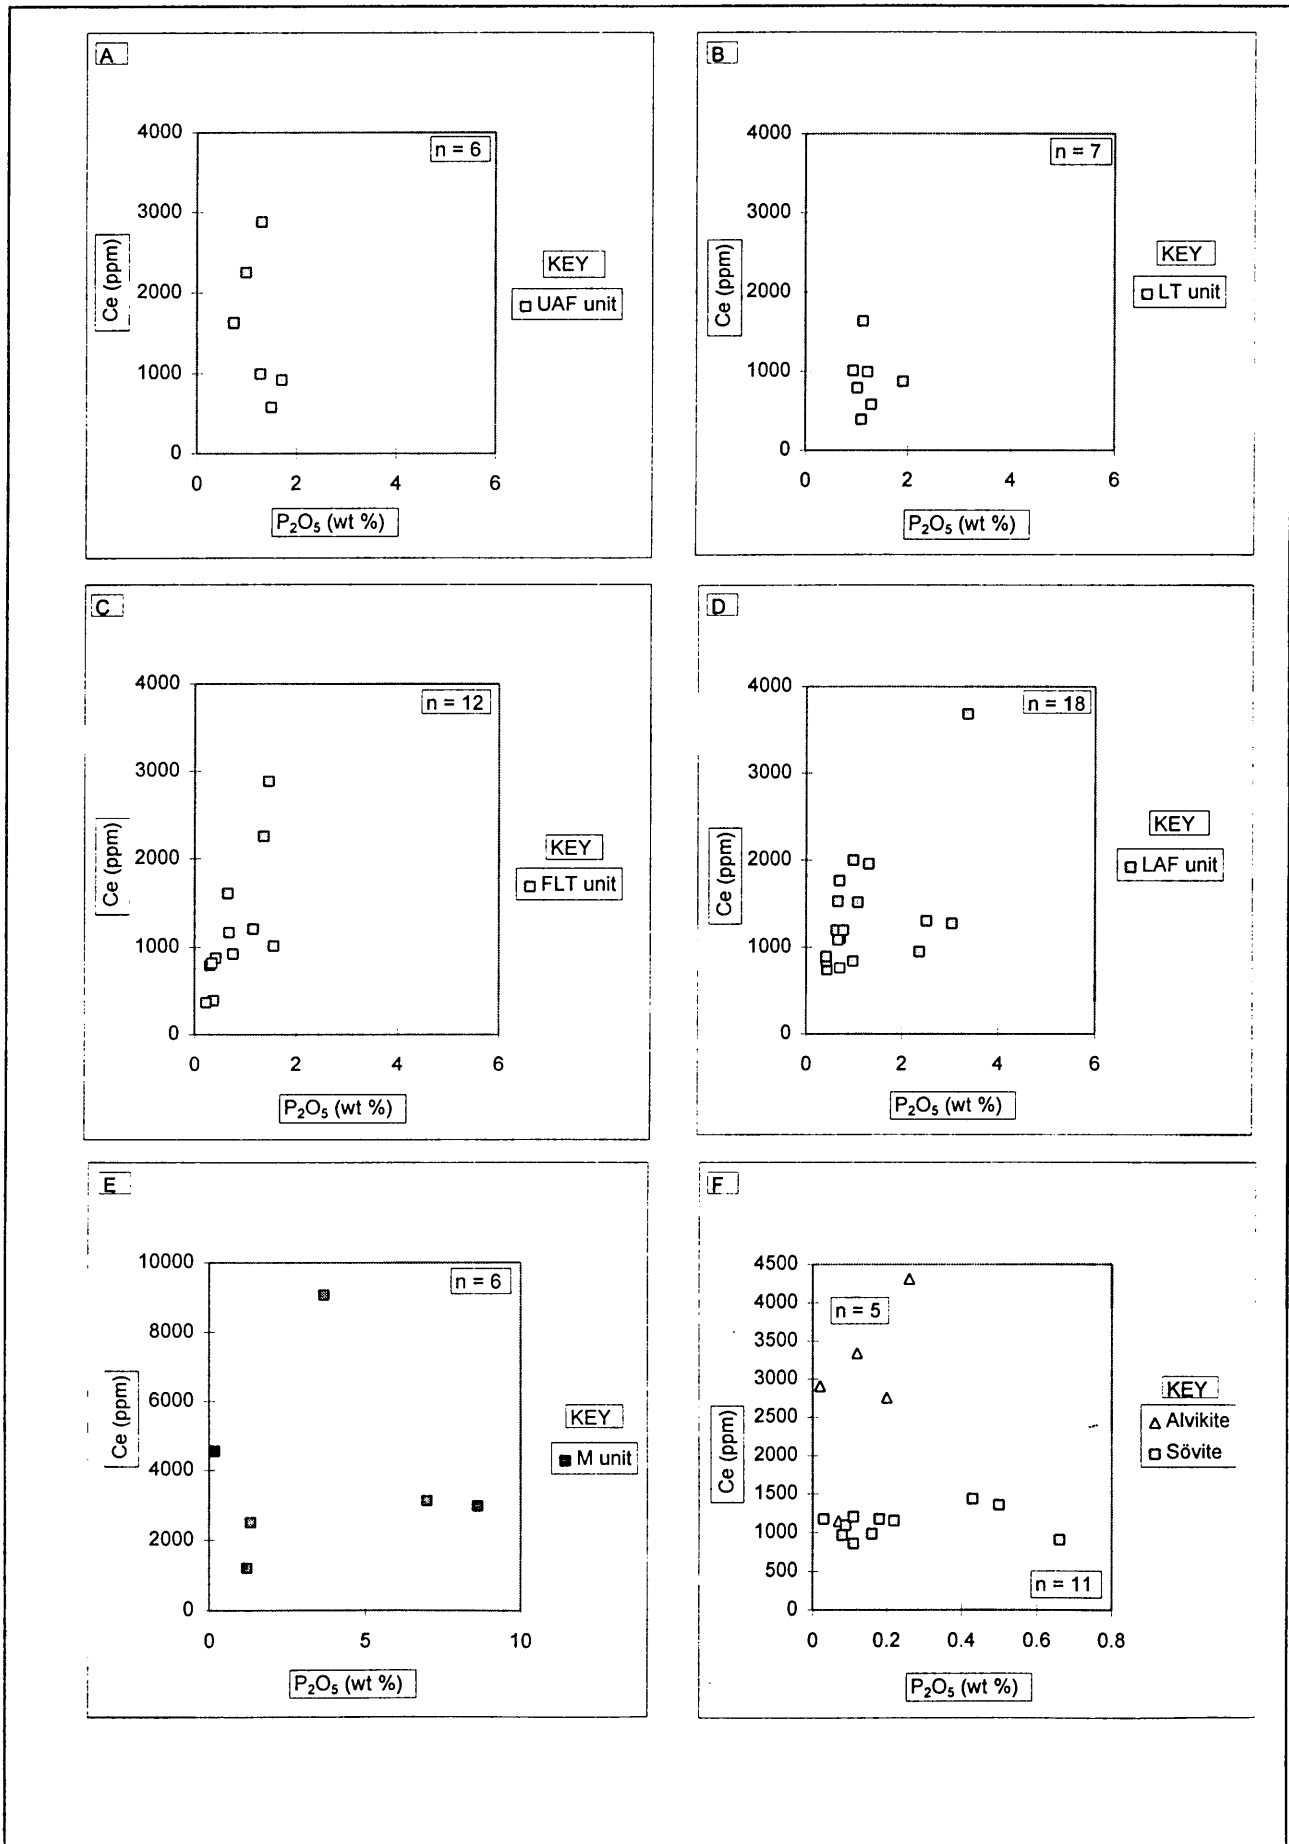 A
4000
3000
2000
1000
0
0 2 4 6
Ce (ppm)
P₂O₅ (wt %)
n = 6
KEY
UAF unit
B
4000
3000
2000
1000
0
0 2 4 6
Ce (ppm)
P₂O₅ (wt %)
n = 7
KEY
LT unit
C
4000
3000
2000
1000
0
0 2 4 6
Ce (ppm)
P₂O₅ (wt %)
n = 12
KEY
FLT unit
D
4000
3000
2000
1000
0
0 2 4 6
Ce (ppm)
P₂O₅ (wt %)
n = 18
KEY
LAF unit
E
10000
8000
6000
4000
2000
0
0 5 10
Ce (ppm)
P₂O₅ (wt %)
n = 6
KEY
M unit
F
4500
4000
3500
3000
2500
2000
1500
1000
500
0
0 0.2 0.4 0.6 0.8
Ce (ppm)
P₂O₅ (wt %)
n = 5
n = 11
KEY
Alvikite
Sövite